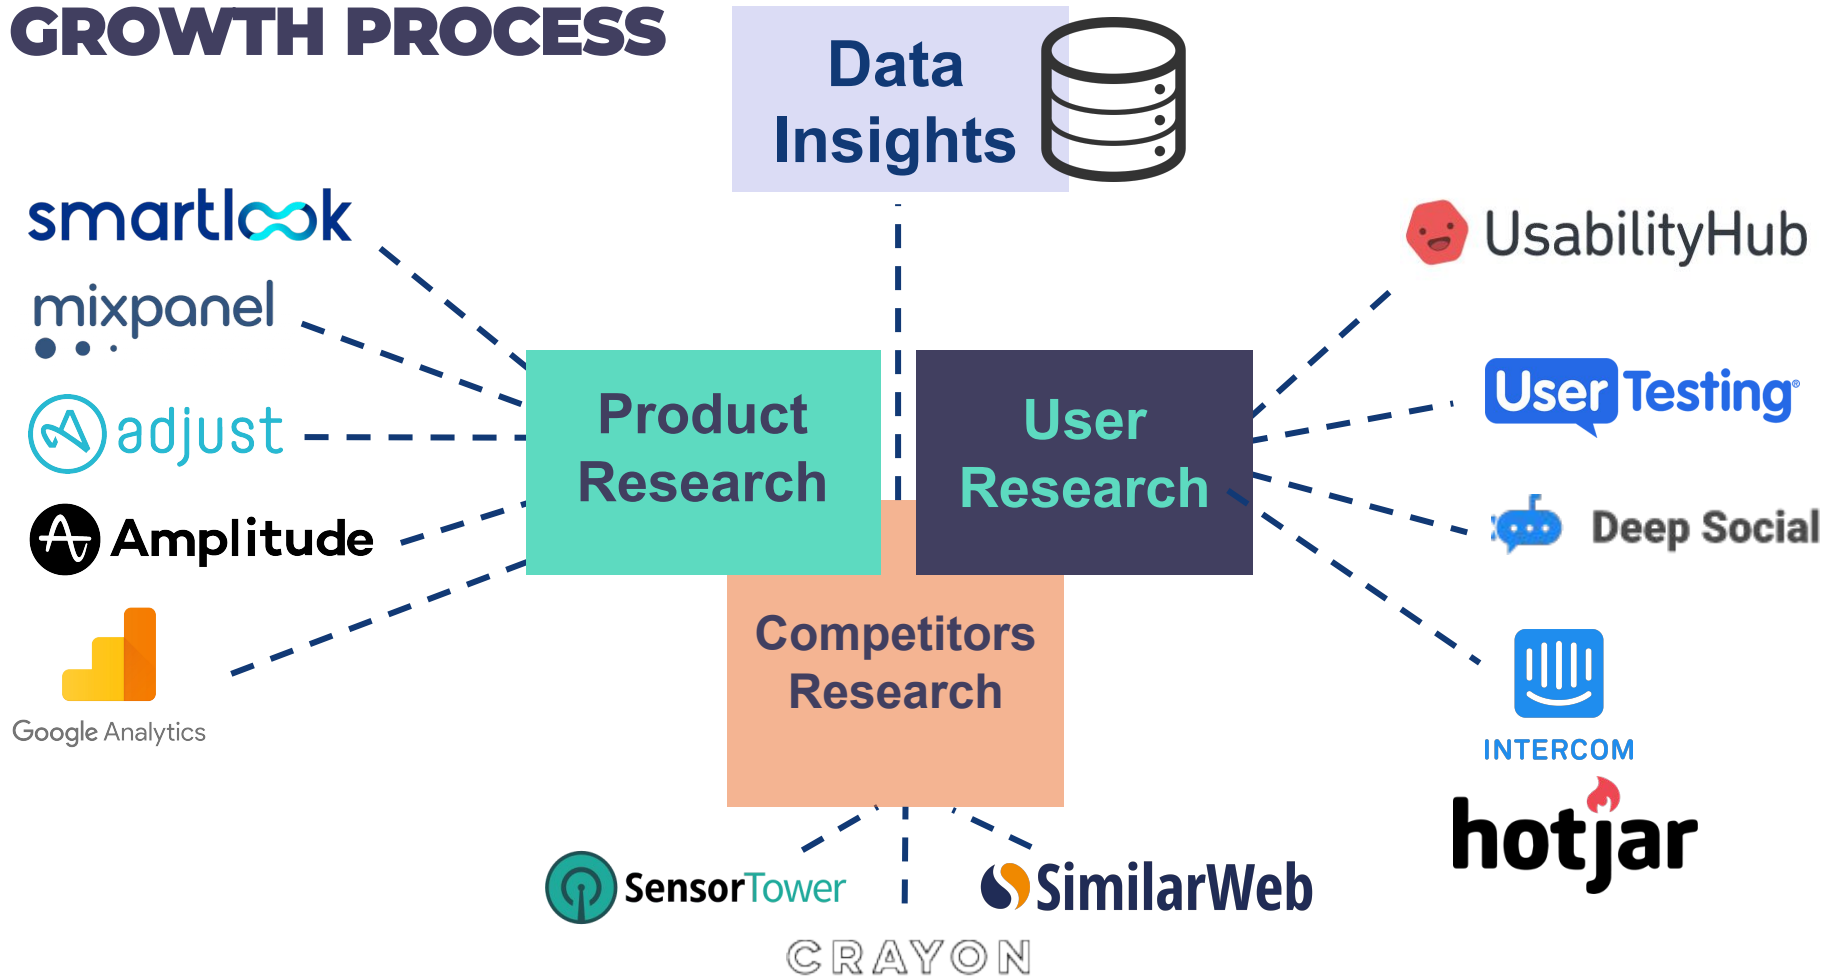 GROWTH PROCESS
Data
Insights
smartlook
mixpanel
adjust
Amplitude
Google Analytics
Product
Research
User
Research
Competitors
Research
UsabilityHub
UserTesting®
Deep Social
INTERCOM
hotjar
SensorTower
SimilarWeb
CRAYON